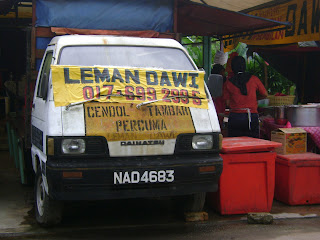 LEMAN DAWI
017-699 2995
CENDOL TAMBAH
PERCUMA
DAIHATSU
NAD4683